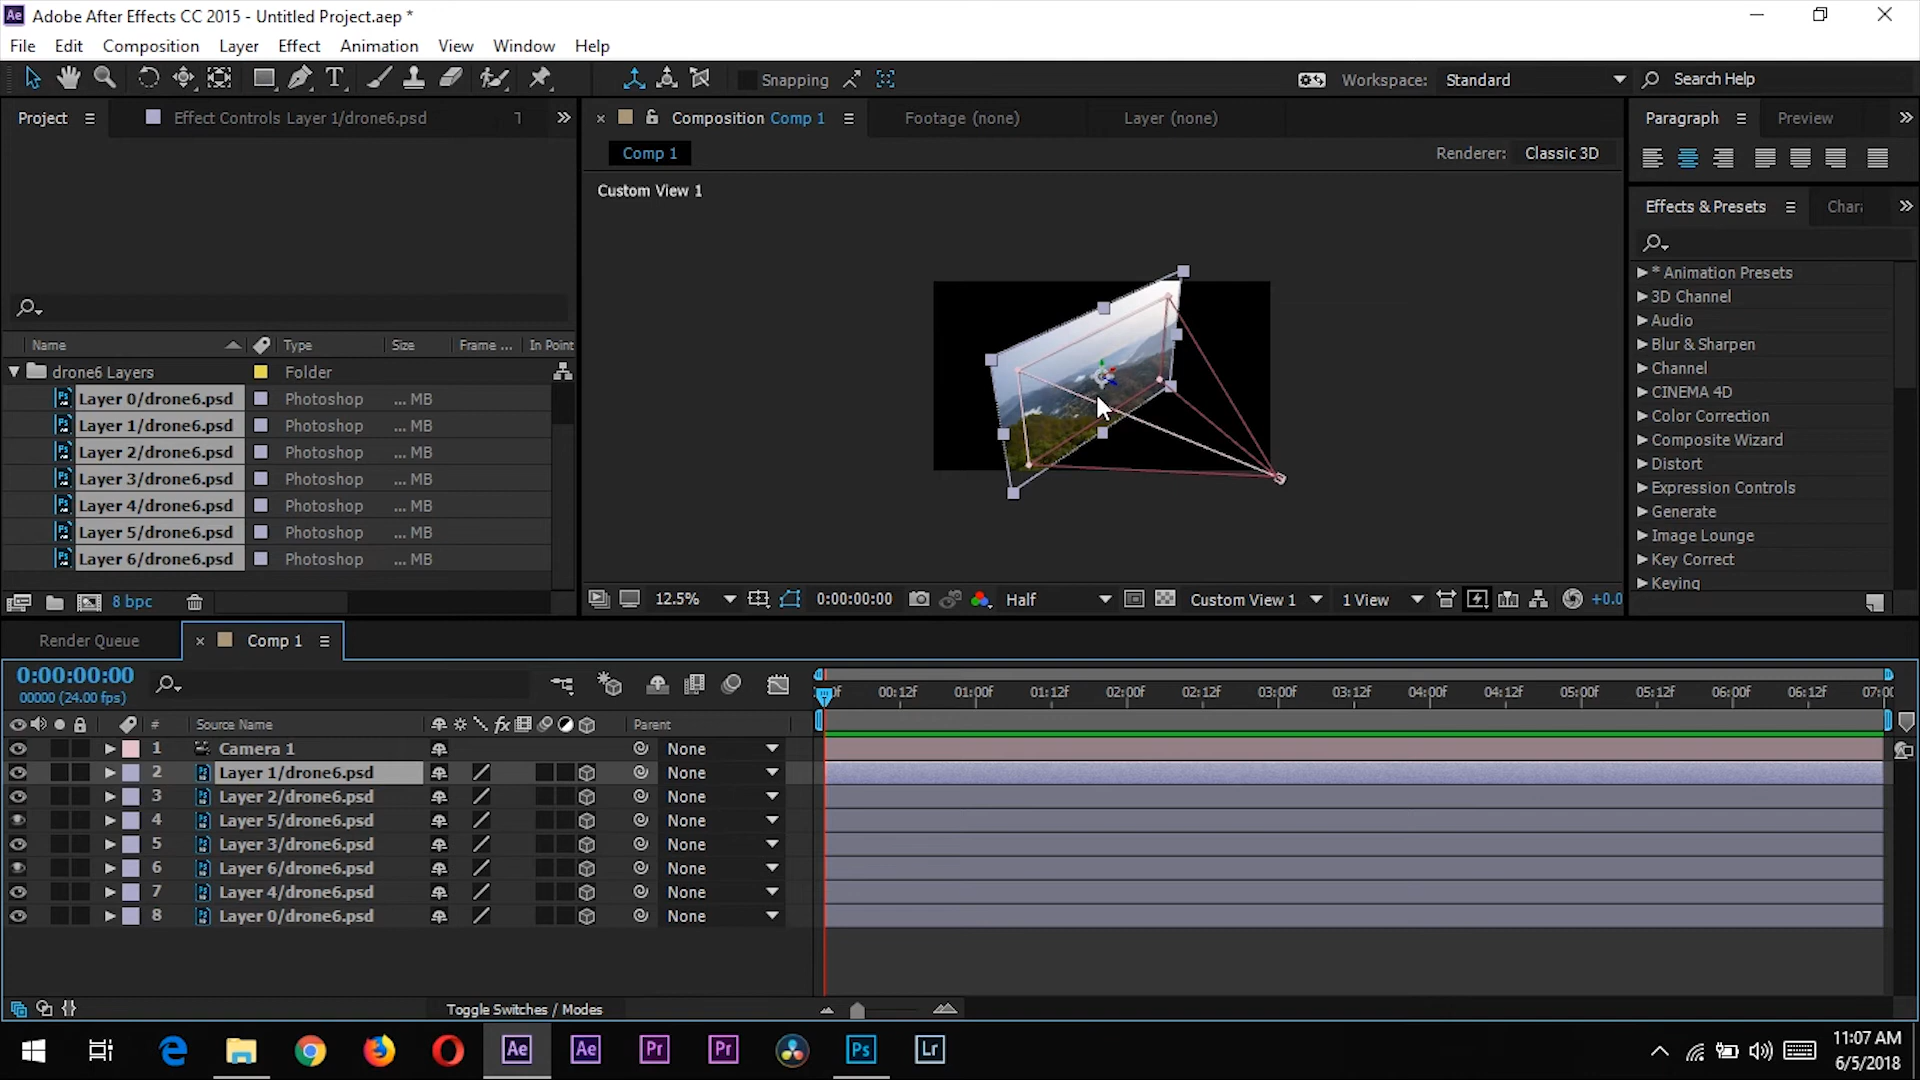 Ae Adobe After Effects CC 2015 - Untitled Project.aep *
File Edit Composition Layer Effect Animation View Window Help
Snapping Workspace: Standard Search Help
Project Effect Controls Layer 1/drone6.psd
Composition Comp 1 Footage (none) Layer (none)
Paragraph Preview
Comp 1 Renderer: Classic 3D
Custom View 1
Effects & Presets Chara
Name Type Size Frame ... In Point
drone6 Layers Folder
Layer 0/drone6.psd Photoshop ... MB
Layer 1/drone6.psd Photoshop ... MB
Layer 2/drone6.psd Photoshop ... MB
Layer 3/drone6.psd Photoshop ... MB
Layer 4/drone6.psd Photoshop ... MB
Layer 5/drone6.psd Photoshop ... MB
Layer 6/drone6.psd Photoshop ... MB
8 bpc
* Animation Presets
3D Channel
Audio
Blur & Sharpen
Channel
CINEMA 4D
Color Correction
Composite Wizard
Distort
Expression Controls
Generate
Image Lounge
Key Correct
Keying
12.5% 0:00:00:00 Half Custom View 1 1 View +0.0
Render Queue Comp 1
0:00:00:00
00000 (24.00 fps)
00:12f 01:00f 01:12f 02:00f 02:12f 03:00f 03:12f 04:00f 04:12f 05:00f 05:12f 06:00f 06:12f 07:00
# Source Name fx Parent
1 Camera 1 None
2 Layer 1/drone6.psd None
3 Layer 2/drone6.psd None
4 Layer 5/drone6.psd None
5 Layer 3/drone6.psd None
6 Layer 6/drone6.psd None
7 Layer 4/drone6.psd None
8 Layer 0/drone6.psd None
Toggle Switches / Modes
Ae Ae Pr Pr Ps Lr
11:07 AM
6/5/2018